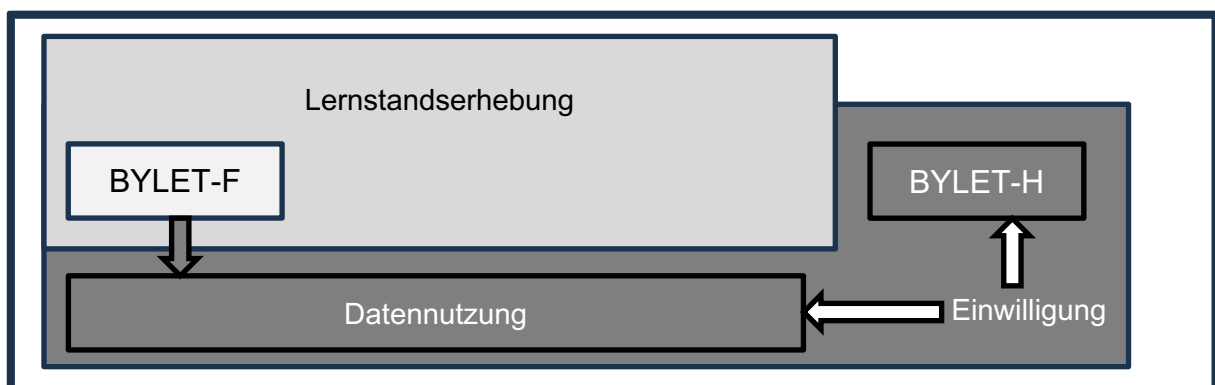 Lernstandserhebung
BYLET-F
BYLET-H
Datennutzung
Einwilligung